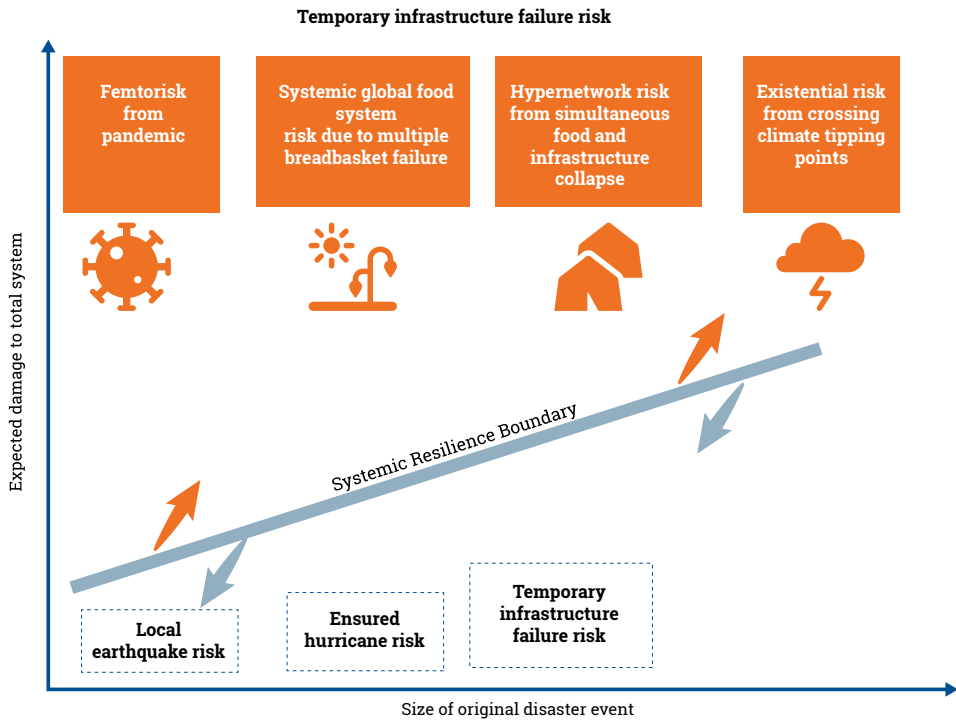 Temporary infrastructure failure risk
Femtorisk
from
pandemic
Systemic global food
system
risk due to multiple
breadbasket failure
Hypernetwork risk
from simultaneous
food and
infrastructure
collapse
Existential risk
from crossing
climate tipping
points
Expected damage to total system
Systemic Resilience Boundary
Local
earthquake risk
Ensured
hurricane risk
Temporary
infrastructure
failure risk
Size of original disaster event